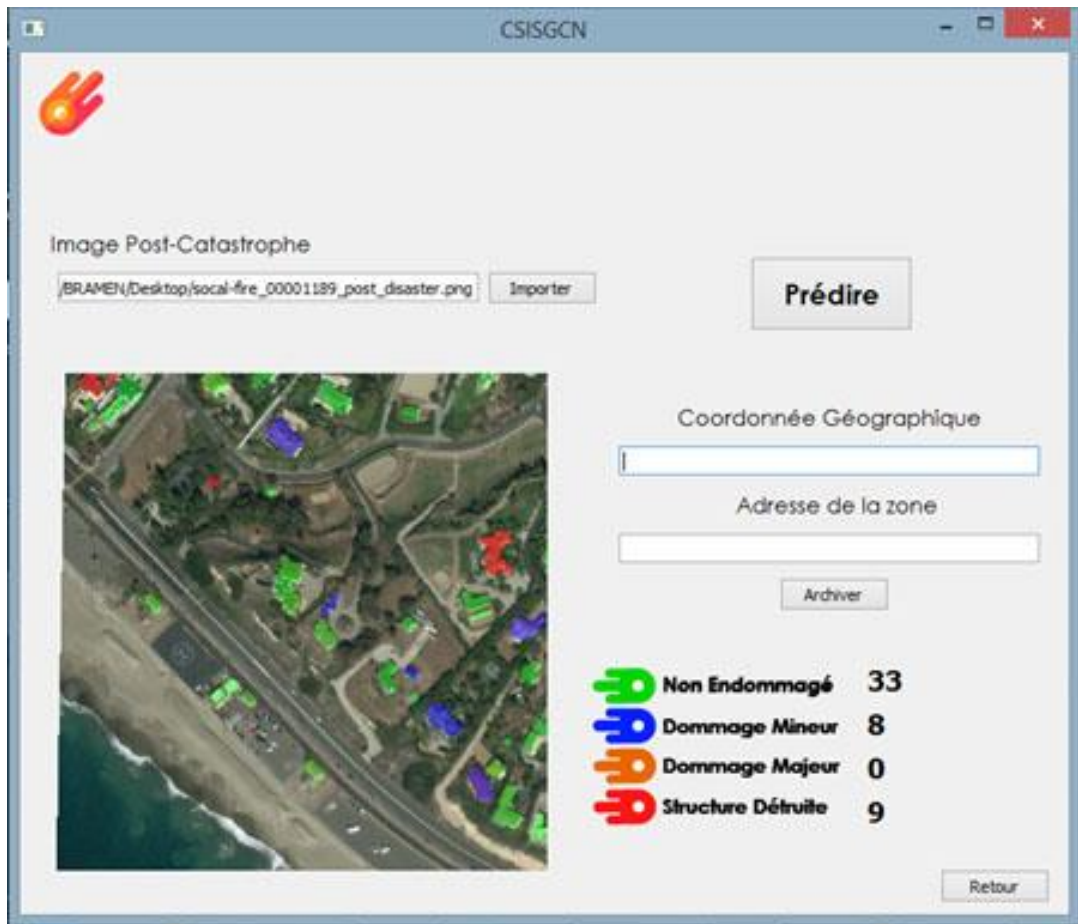 CSISGCN
Image Post-Catastrophe
/BRAMEN/Desktop/socal-fire_00001189_post_disaster.png
Importer
Prédire
Coordonnée Géographique
Adresse de la zone
Archiver
Non Endommagé 33
Dommage Mineur 8
Dommage Majeur 0
Structure Détruite 9
Retour